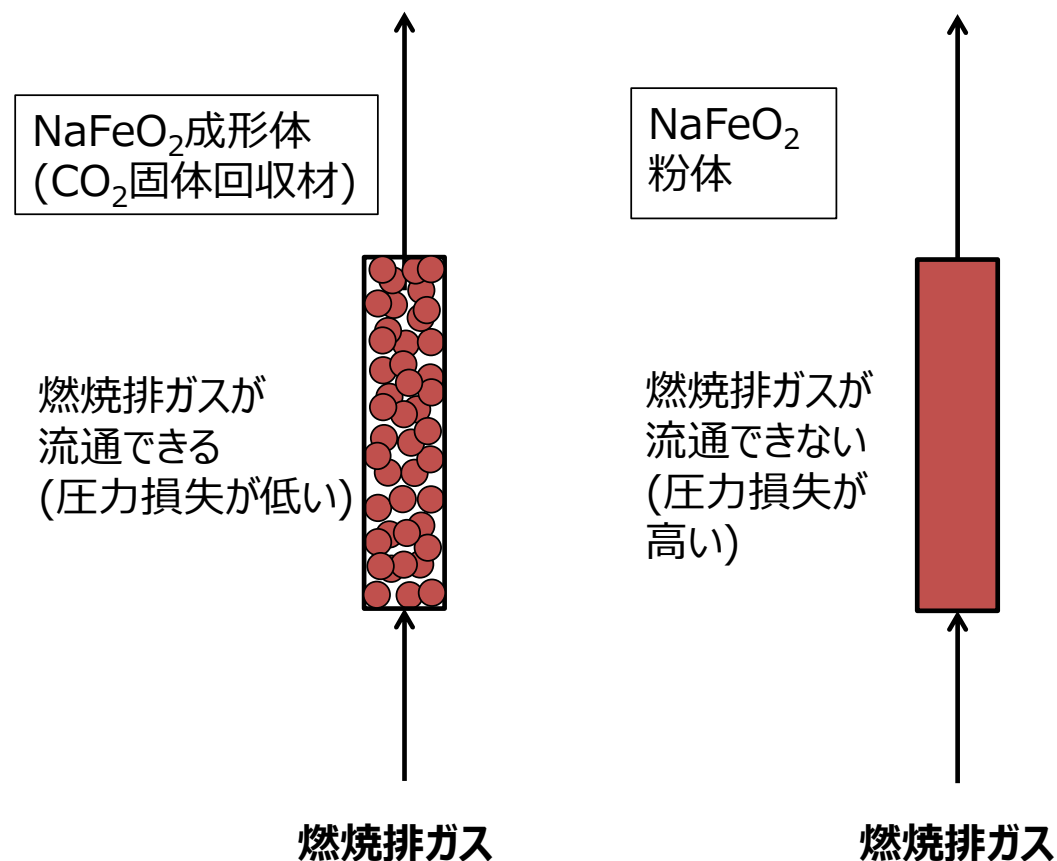 NaFeO₂成形体
(CO₂固体回収材)
燃焼排ガスが
流通できる
(圧力損失が低い)
燃焼排ガス
NaFeO₂
粉体
燃焼排ガスが
流通できない
(圧力損失が
高い)
燃焼排ガス